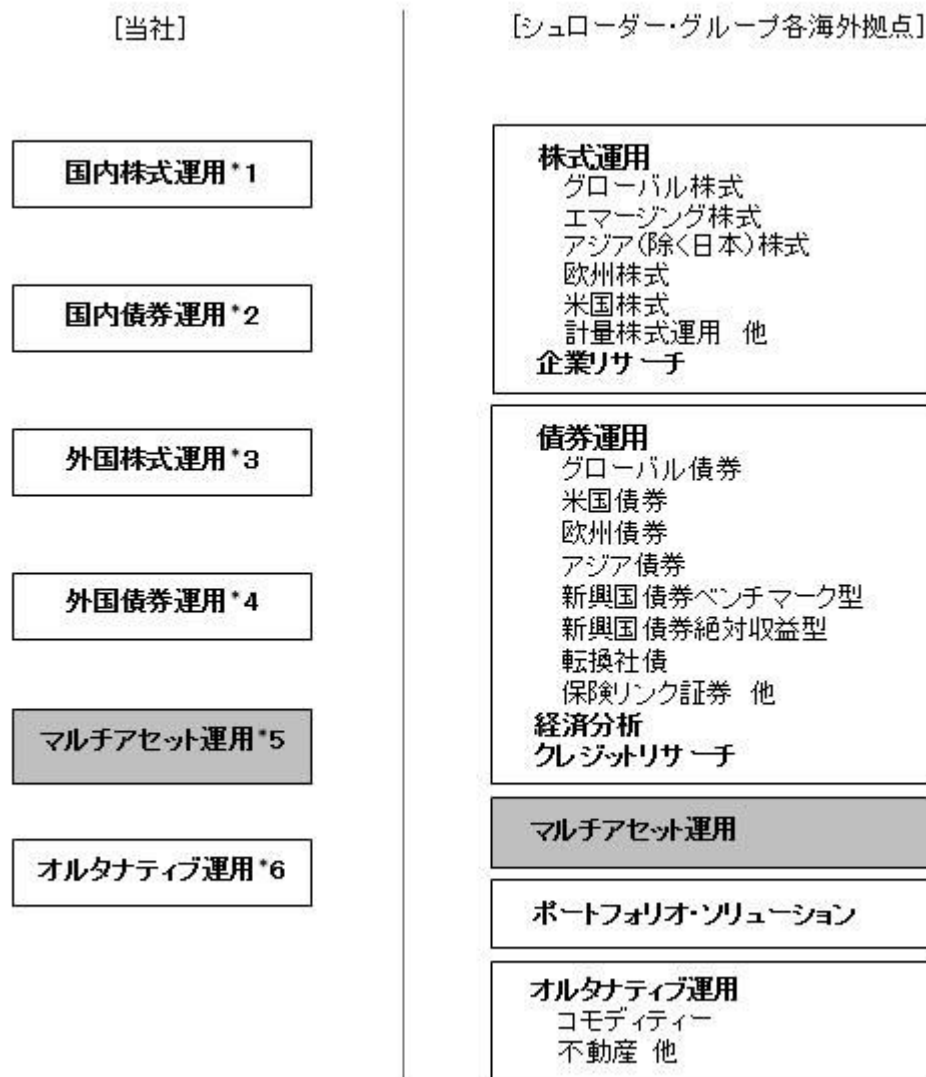 [当社]
国内株式運用*1
国内債券運用*2
外国株式運用*3
外国債券運用*4
マルチアセット運用*5
オルタナティブ運用*6
[シュローダー・グループ各海外拠点]
株式運用
グローバル株式
エマージング株式
アジア(除く日本)株式
欧州株式
米国株式
計量株式運用 他
企業リサーチ
債券運用
グローバル債券
米国債券
欧州債券
アジア債券
新興国債券ベンチマーク型
新興国債券絶対収益型
転換社債
保険リンク証券 他
経済分析
クレジットリサーチ
マルチアセット運用
ポートフォリオ・ソリューション
オルタナティブ運用
コモディティー
不動産 他